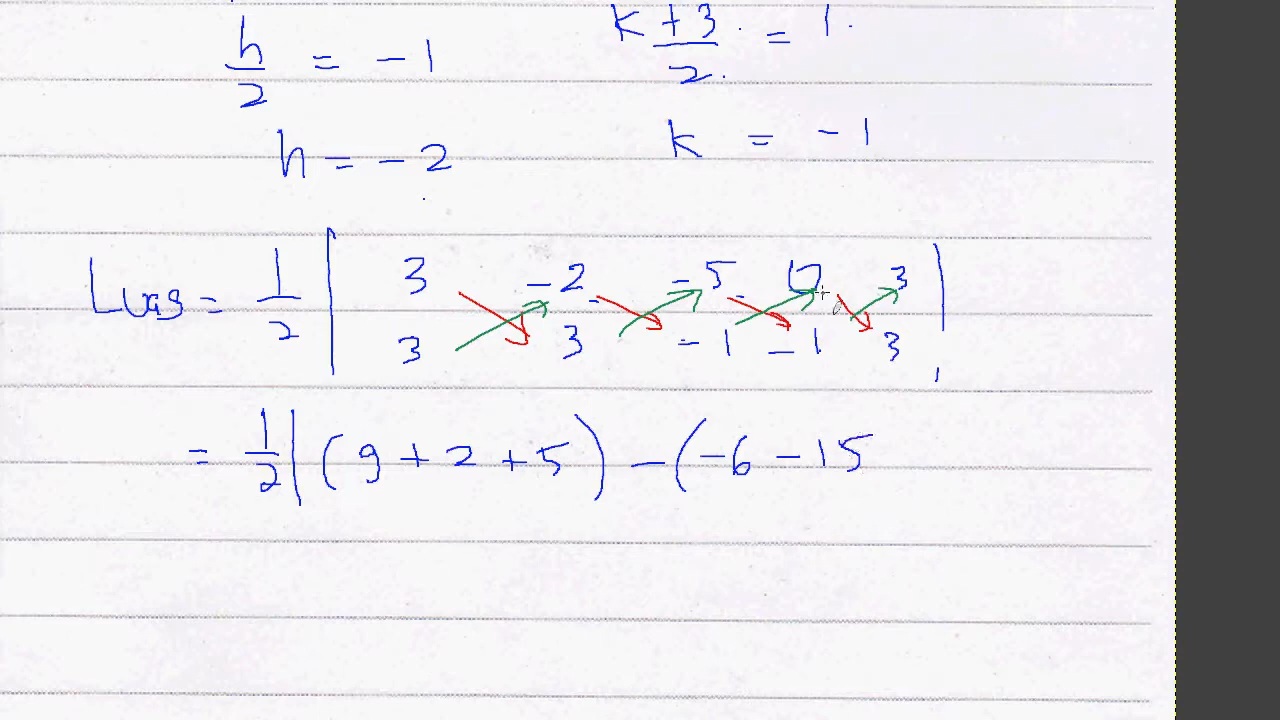 h/2 = -1    k + 3/2 = 1
h = -2    k = -1
Luas = 1/2 | 3 -2 -5 0 3 |
3 3 -1 -1 3
= 1/2 | (9 + 2 + 5) - (-6 - 15